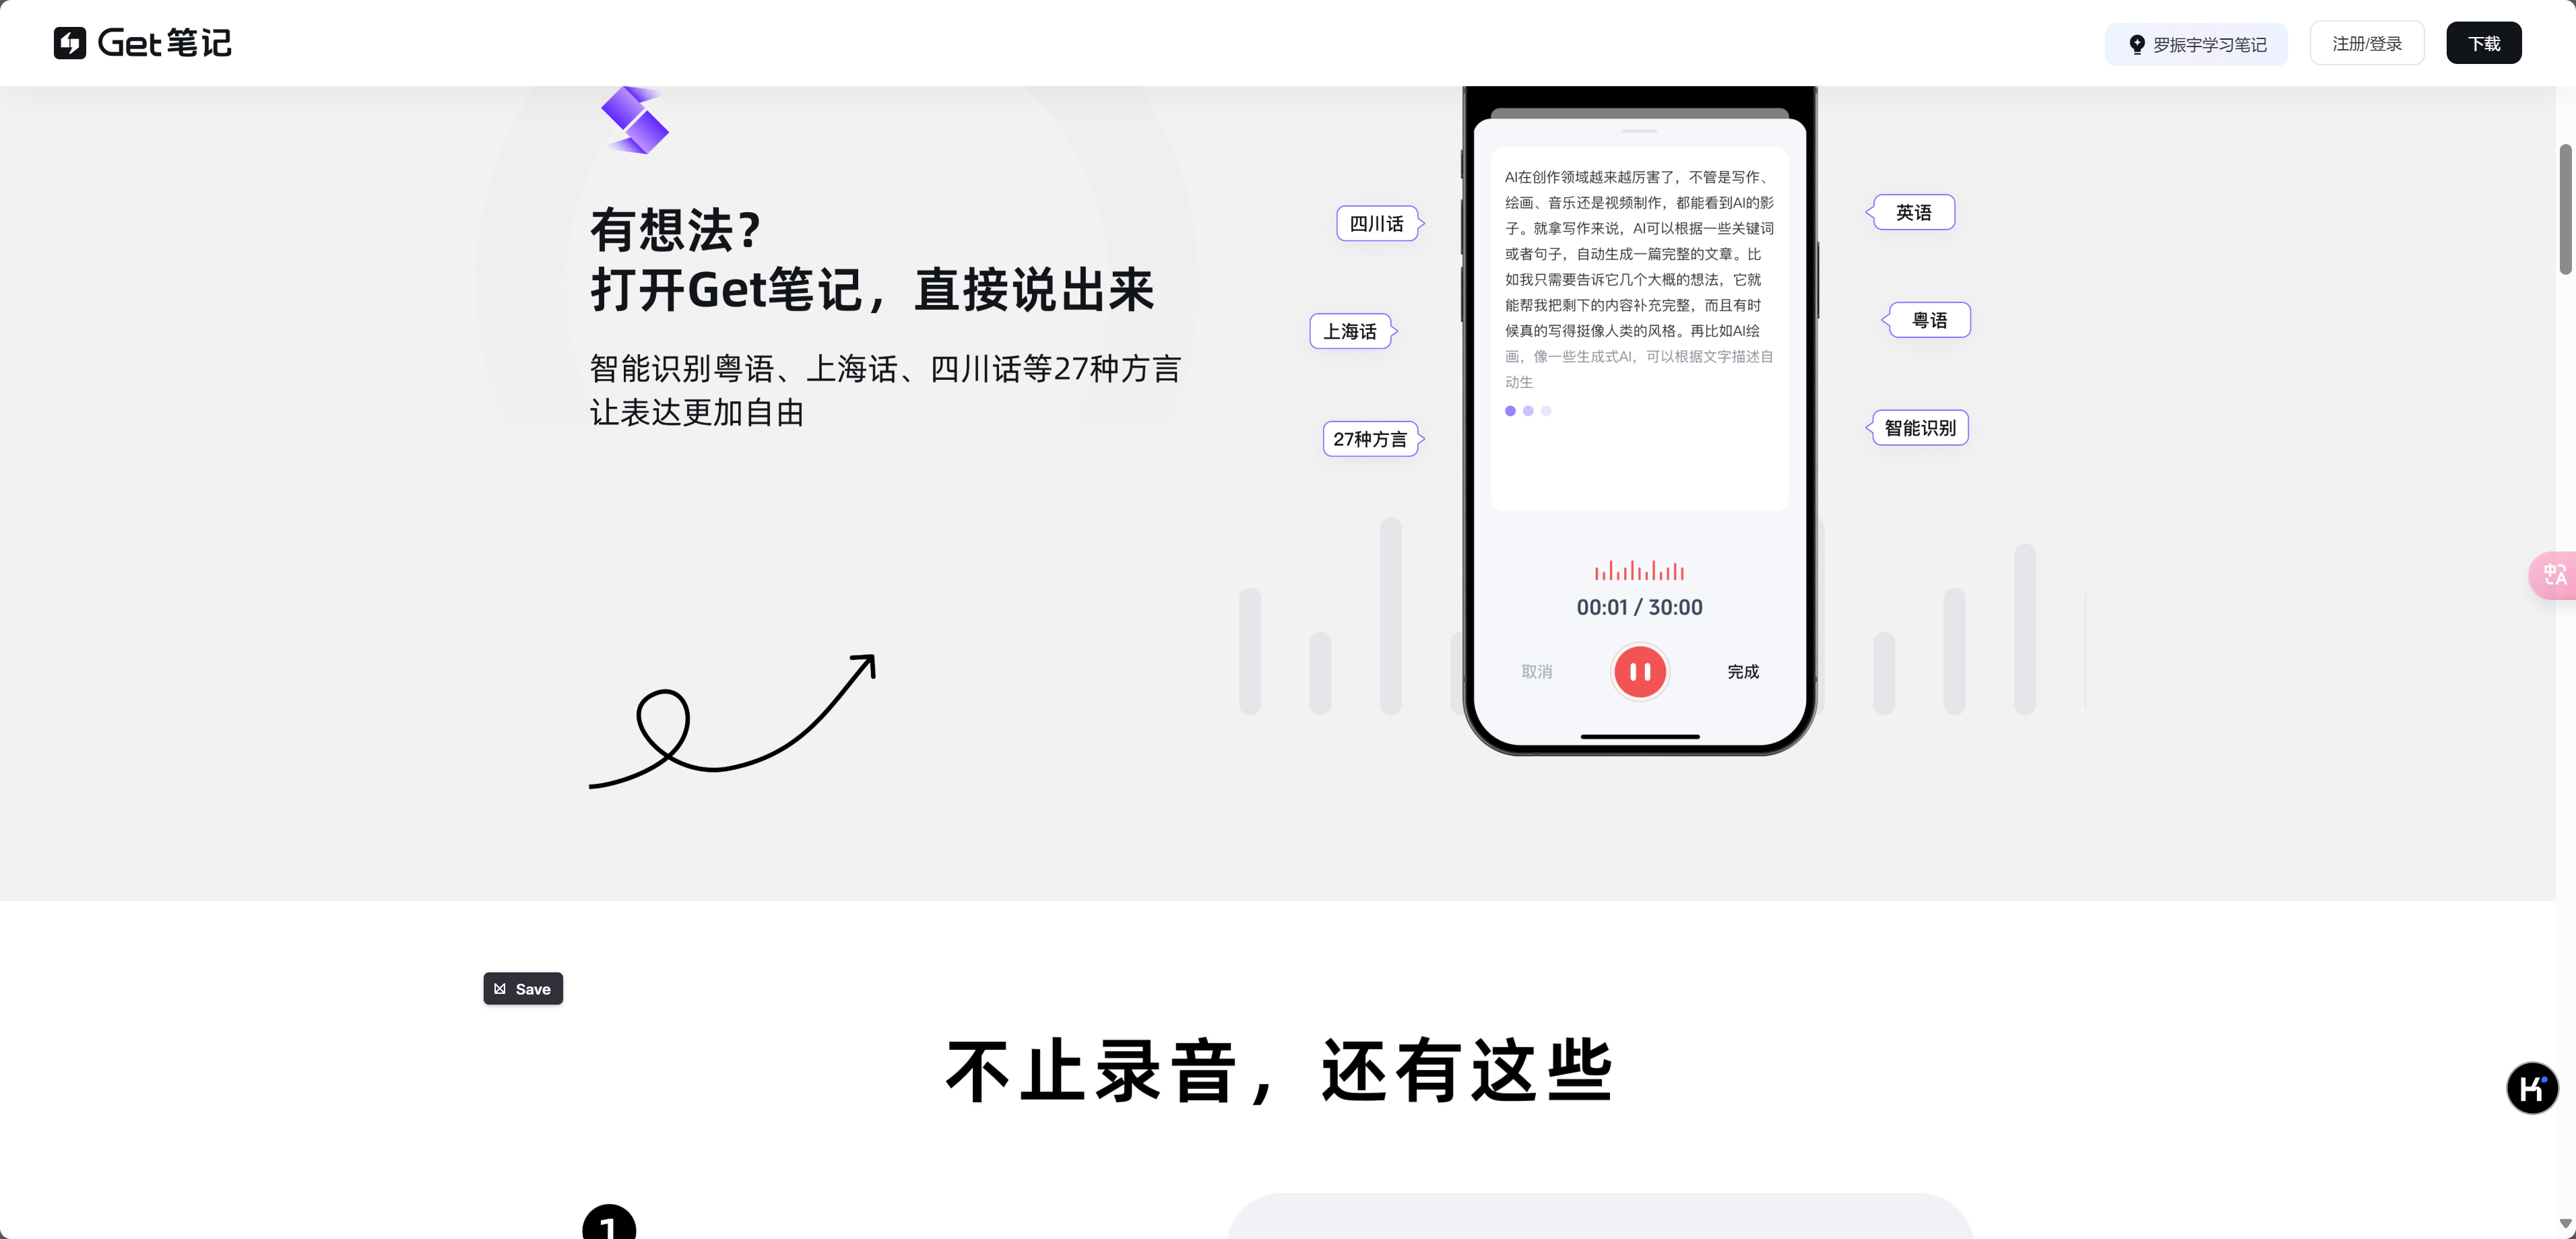 Get笔记
罗振宇学习笔记
注册/登录
下载
有想法？
打开Get笔记，直接说出来
智能识别粤语、上海话、四川话等27种方言
让表达更加自由
四川话
上海话
27种方言
AI在创作领域越来越厉害了，不管是写作、
绘画、音乐还是视频制作，都能看到AI的影
子。就拿写作来说，AI可以根据一些关键词
或者句子，自动生成一篇完整的文章。比
如我只需要告诉它几个大概的想法，它就
能帮我把剩下的内容补充完整，而且有时
候真的写得挺像人类的风格。再比如AI绘
画，像一些生成式AI，可以根据文字描述自
动生
00:01 / 30:00
取消
完成
英语
粤语
智能识别
Save
不止录音，还有这些
1